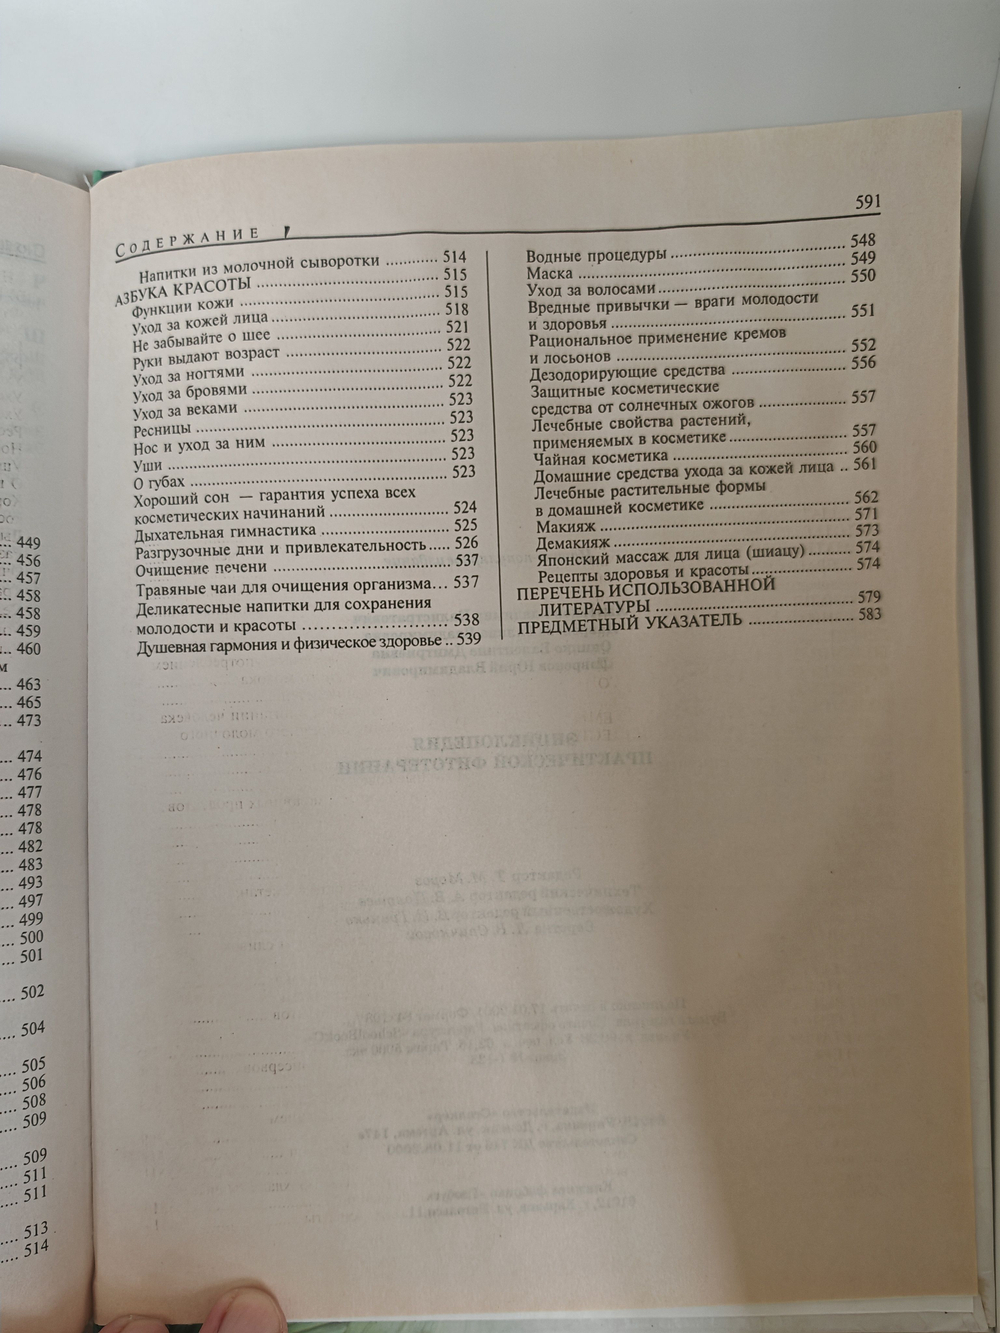 449
456
457
458
458
459
460
м
463
465
473
474
476
477
478
478
482
483
493
497
499
500
501
502
504
505
506
508
509
509
511
511
513
514
СОДЕРЖАНИЕ 591
Напитки из молочной сыворотки ........... 514
АЗБУКА КРАСОТЫ ........... 515
Функции кожи ........... 515
Уход за кожей лица ........... 518
Не забывайте о шее ........... 521
Руки выдают возраст ........... 522
Уход за ногтями ........... 522
Уход за бровями ........... 522
Уход за веками ........... 523
Ресницы ........... 523
Нос и уход за ним ........... 523
Уши ........... 523
О губах ........... 523
Хороший сон — гарантия успеха всех
косметических начинаний ........... 524
Дыхательная гимнастика ........... 525
Разгрузочные дни и привлекательность ..... 526
Очищение печени ........... 537
Травяные чаи для очищения организма... 537
Деликатесные напитки для сохранения
молодости и красоты ........... 538
Душевная гармония и физическое здоровье .. 539
Водные процедуры ........... 548
Маска ........... 549
Уход за волосами ........... 550
Вредные привычки — враги молодости
и здоровья ........... 551
Рациональное применение кремов
и лосьонов ........... 552
Дезодорирующие средства ........... 556
Защитные косметические
средства от солнечных ожогов ........... 557
Лечебные свойства растений,
применяемых в косметике ........... 557
Чайная косметика ........... 560
Домашние средства ухода за кожей лица .. 561
Лечебные растительные формы
в домашней косметике ........... 562
Макияж ........... 571
Демакияж ........... 573
Японский массаж для лица (шиацу) ........... 574
Рецепты здоровья и красоты ........... 574
ПЕРЕЧЕНЬ ИСПОЛЬЗОВАННОЙ
ЛИТЕРАТУРЫ ........... 579
ПРЕДМЕТНЫЙ УКАЗАТЕЛЬ ........... 583